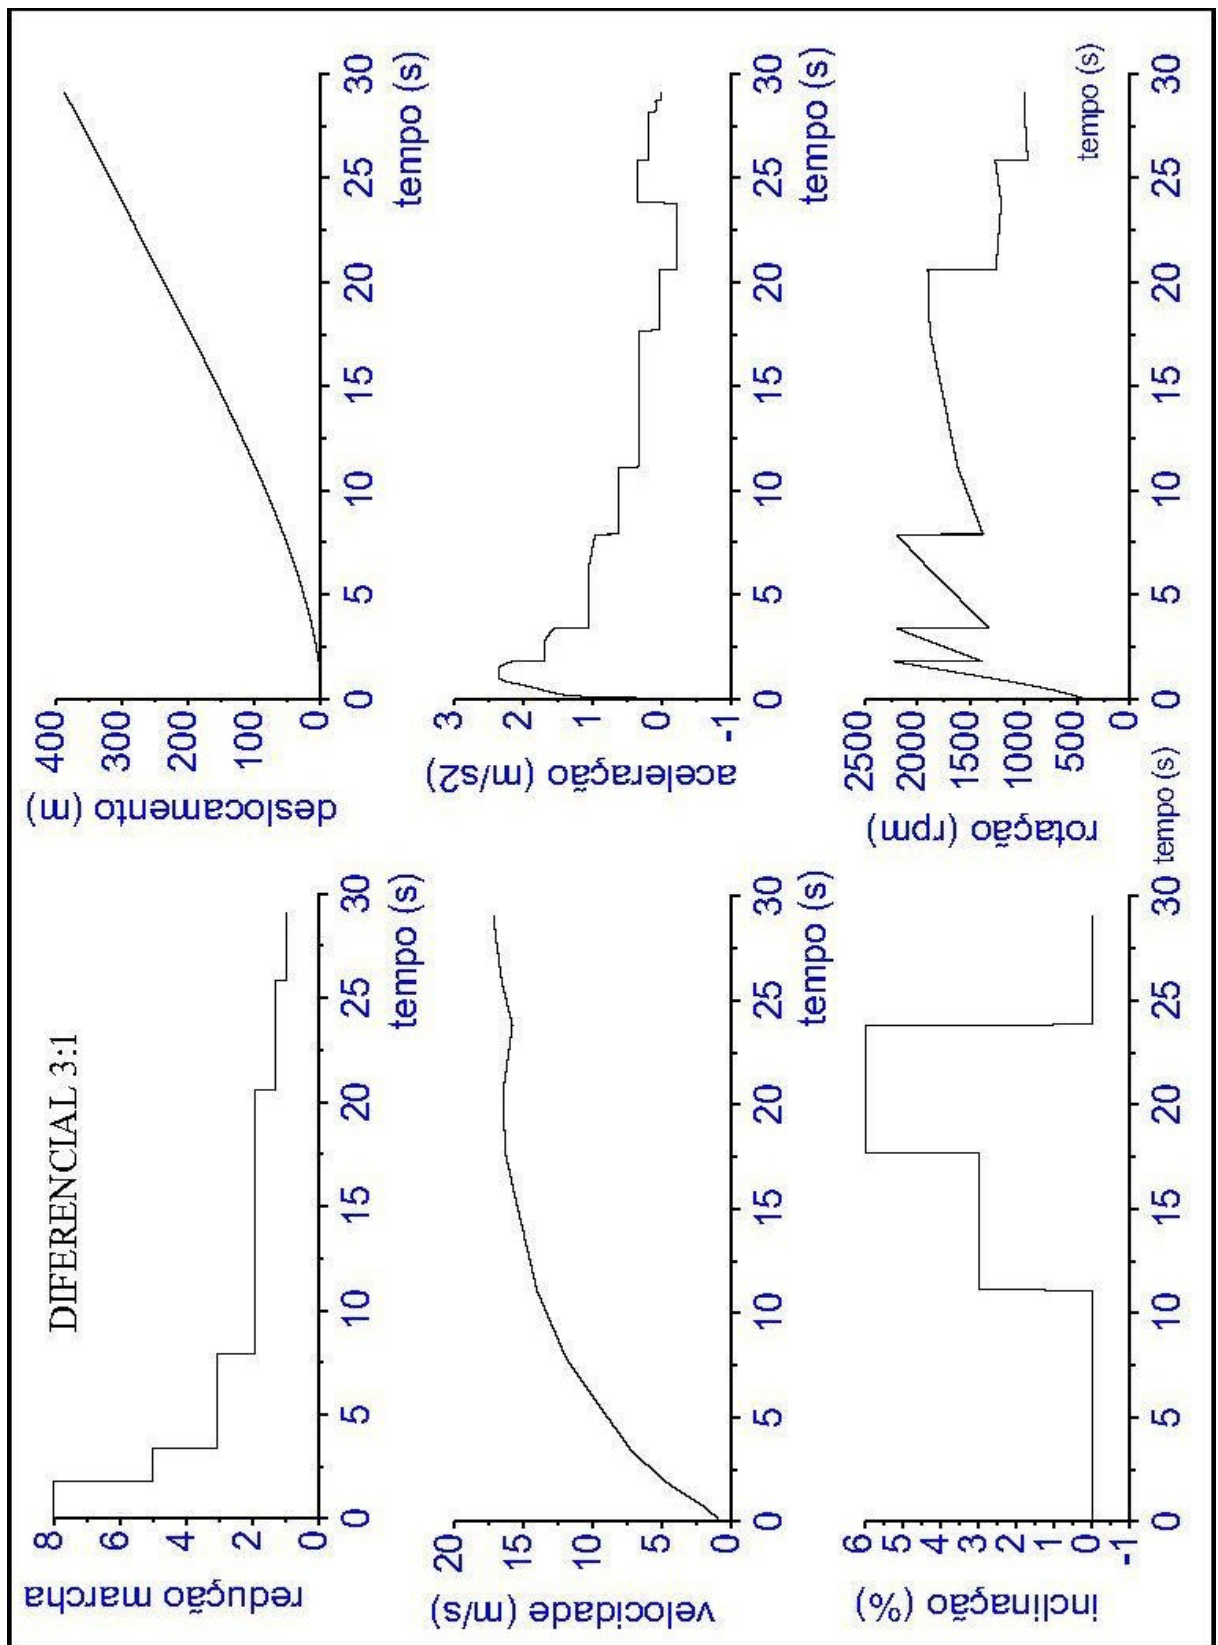 DIFERENCIAL 3:1
redução marcha
8
6
4
2
0
0 5 10 15 20 25 30
tempo (s)
deslocamento (m)
400
300
200
100
0
0 5 10 15 20 25 30
tempo (s)
velocidade (m/s)
20
15
10
5
0
0 5 10 15 20 25 30
tempo (s)
aceleração (m/s2)
3
2
1
0
-1
0 5 10 15 20 25 30
tempo (s)
inclinação (%)
6
5
4
3
2
1
0
-1
0 5 10 15 20 25 30
tempo (s)
rotação (rpm)
2500
2000
1500
1000
500
0
0 5 10 15 20 25 30
tempo (s)